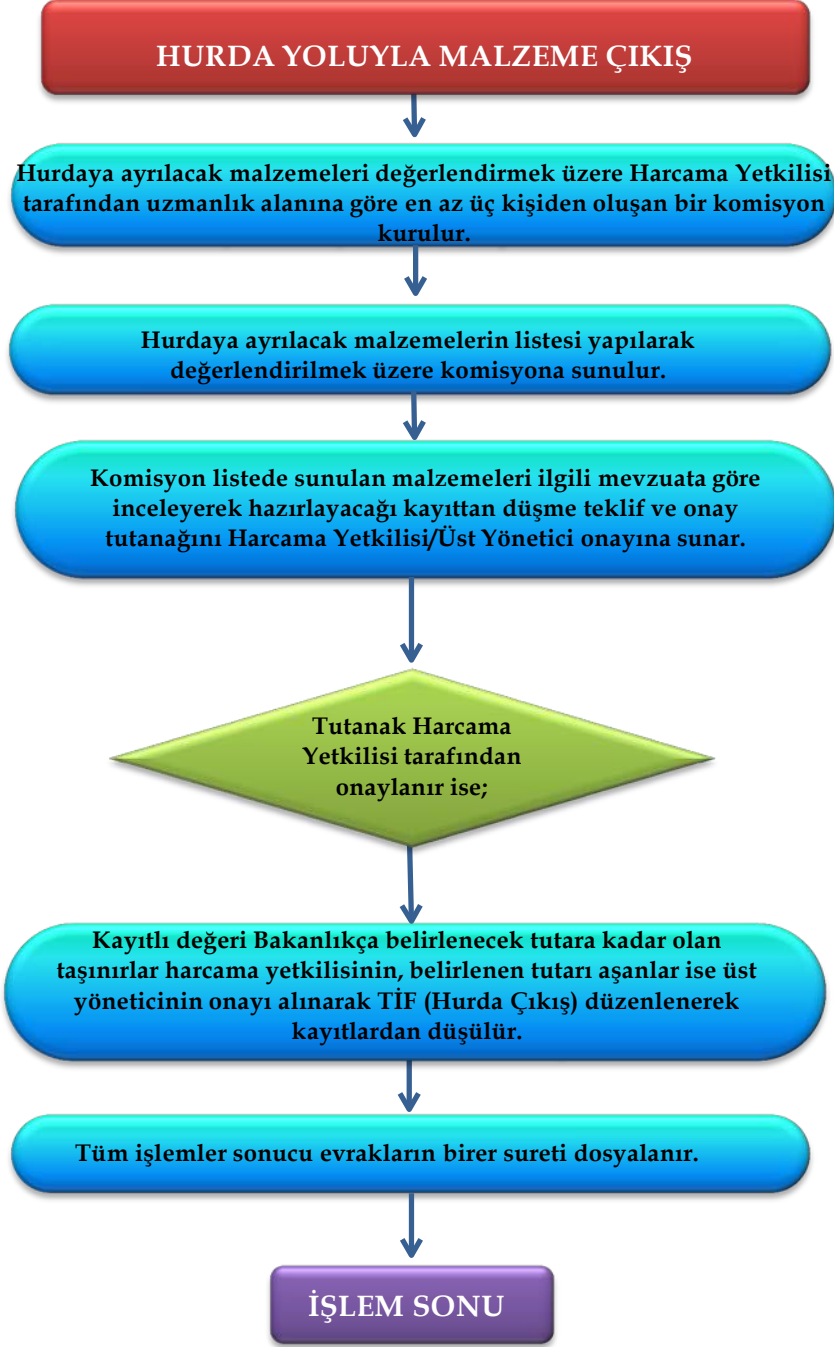 HURDA YOLUYLA MALZEME ÇIKIŞ
Hurdaya ayrılacak malzemeleri değerlendirmek üzere Harcama Yetkilisi
tarafından uzmanlık alanına göre en az üç kişiden oluşan bir komisyon
kurulur.
Hurdaya ayrılacak malzemelerin listesi yapılarak
değerlendirilmek üzere komisyona sunulur.
Komisyon listede sunulan malzemeleri ilgili mevzuata göre
inceleyerek hazırlayacağı kayıttan düşme teklif ve onay
tutanağını Harcama Yetkilisi/Üst Yönetici onayına sunar.
Tutanak Harcama
Yetkilisi tarafından
onaylanır ise;
Kayıtlı değeri Bakanlıkça belirlenecek tutara kadar olan
taşınırlar harcama yetkilisinin, belirlenen tutarı aşanlar ise üst
yöneticinin onayı alınarak TİF (Hurda Çıkış) düzenlenerek
kayıtlardan düşülür.
Tüm işlemler sonucu evrakların birer sureti dosyalanır.
İŞLEM SONU